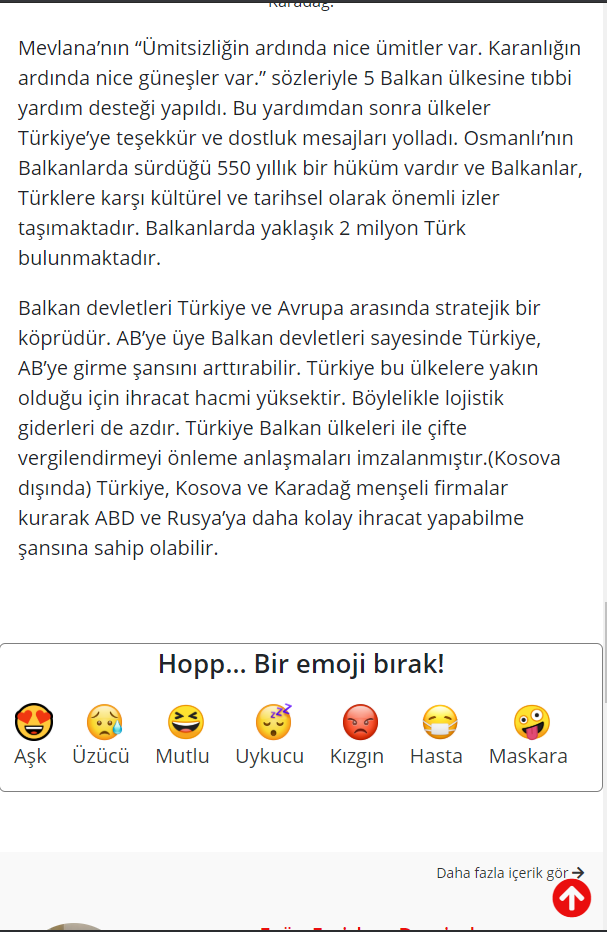 Karadağ.
Mevlana’nın “Ümitsizliğin ardında nice ümitler var. Karanlığın
ardında nice güneşler var.” sözleriyle 5 Balkan ülkesine tıbbi
yardım desteği yapıldı. Bu yardımdan sonra ülkeler
Türkiye’ye teşekkür ve dostluk mesajları yolladı. Osmanlı’nın
Balkanlarda sürdüğü 550 yıllık bir hüküm vardır ve Balkanlar,
Türklere karşı kültürel ve tarihsel olarak önemli izler
taşımaktadır. Balkanlarda yaklaşık 2 milyon Türk
bulunmaktadır.
Balkan devletleri Türkiye ve Avrupa arasında stratejik bir
köprüdür. AB’ye üye Balkan devletleri sayesinde Türkiye,
AB’ye girme şansını arttırabilir. Türkiye bu ülkelere yakın
olduğu için ihracat hacmi yüksektir. Böylelikle lojistik
giderleri de azdır. Türkiye Balkan ülkeleri ile çifte
vergilendirmeyi önleme anlaşmaları imzalanmıştır.(Kosova
dışında) Türkiye, Kosova ve Karadağ menşeli firmalar
kurarak ABD ve Rusya’ya daha kolay ihracat yapabilme
şansına sahip olabilir.
Hopp... Bir emoji bırak!
Aşk Üzücü Mutlu Uykucu Kızgın Hasta Maskara
Daha fazla içerik gör